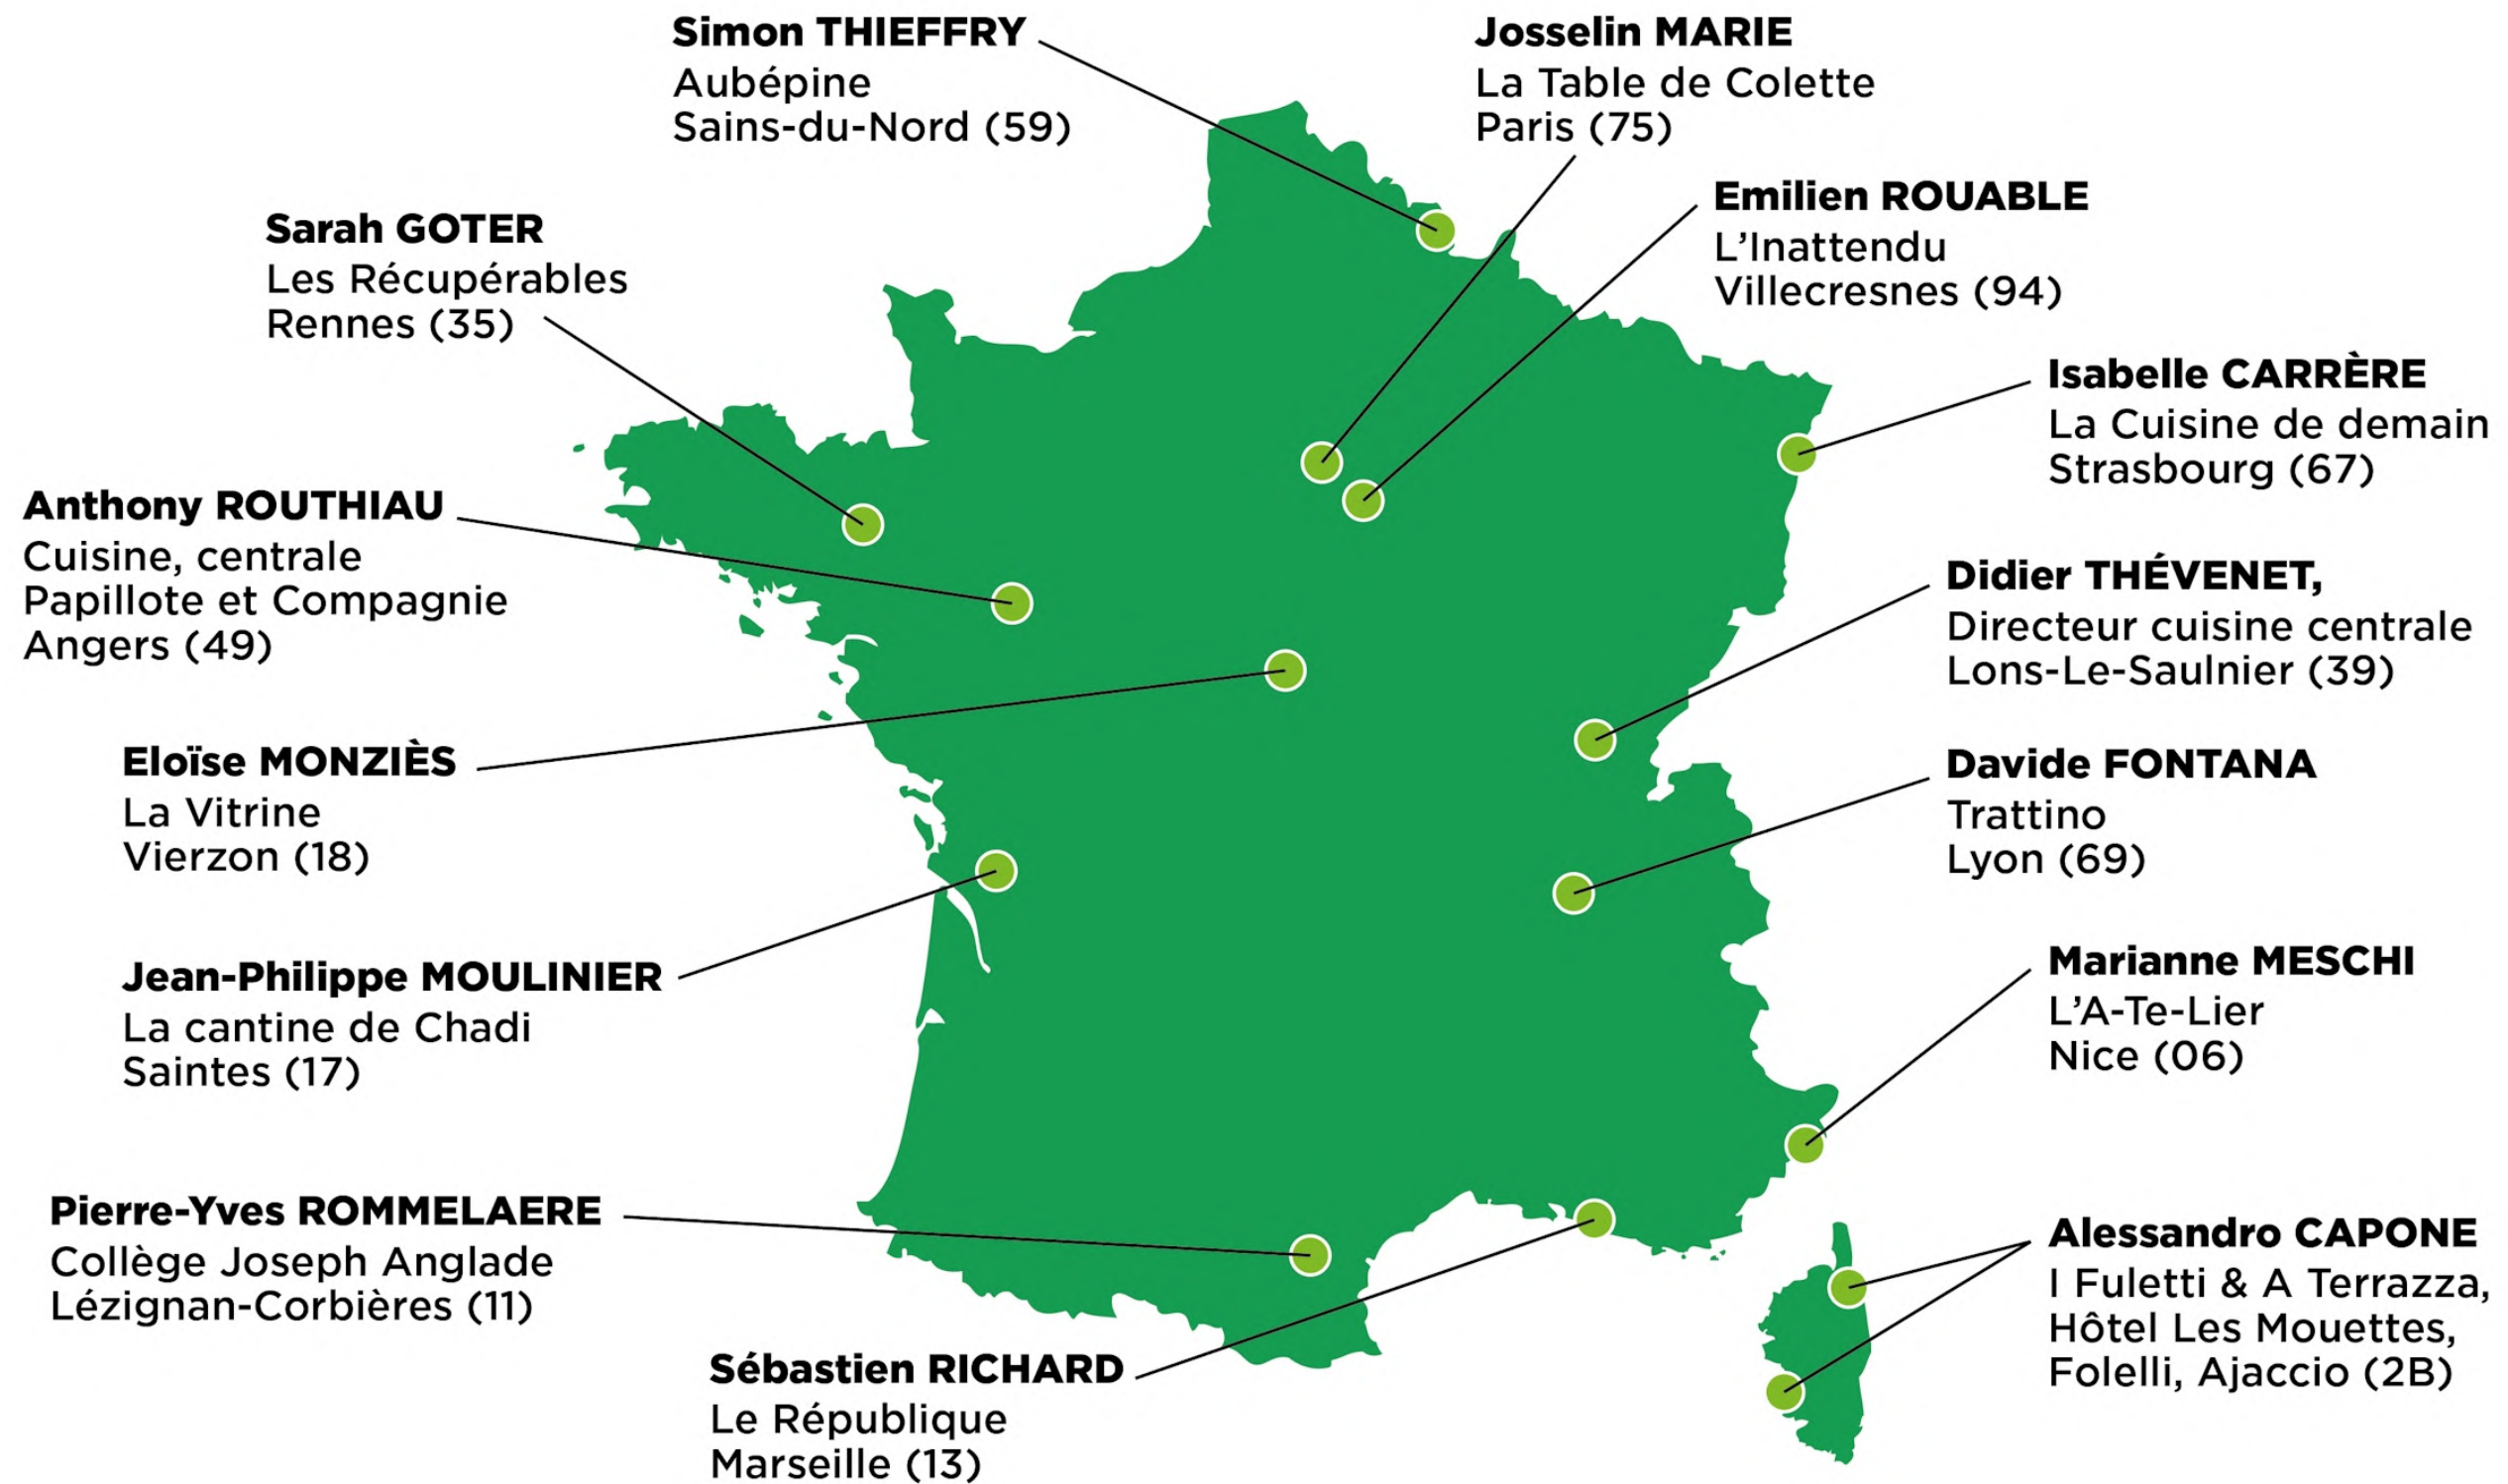 Simon THIEFFRY
Aubépine
Sains-du-Nord (59)
Josselin MARIE
La Table de Colette
Paris (75)
Emilien ROUABLE
L’Inattendu
Villecresnes (94)
Sarah GOTER
Les Récupérables
Rennes (35)
Isabelle CARRÈRE
La Cuisine de demain
Strasbourg (67)
Anthony ROUTHIAU
Cuisine, centrale
Papillote et Compagnie
Angers (49)
Didier THÉVENET,
Directeur cuisine centrale
Lons-Le-Saulnier (39)
Eloïse MONZIÈS
La Vitrine
Vierzon (18)
Davide FONTANA
Trattino
Lyon (69)
Jean-Philippe MOULINIER
La cantine de Chadi
Saintes (17)
Marianne MESCHI
L’A-Te-Lier
Nice (06)
Pierre-Yves ROMMELAERE
Collège Joseph Anglade
Lézignan-Corbières (11)
Alessandro CAPONE
I Fuletti & A Terrazza,
Hôtel Les Mouettes,
Folelli, Ajaccio (2B)
Sébastien RICHARD
Le République
Marseille (13)